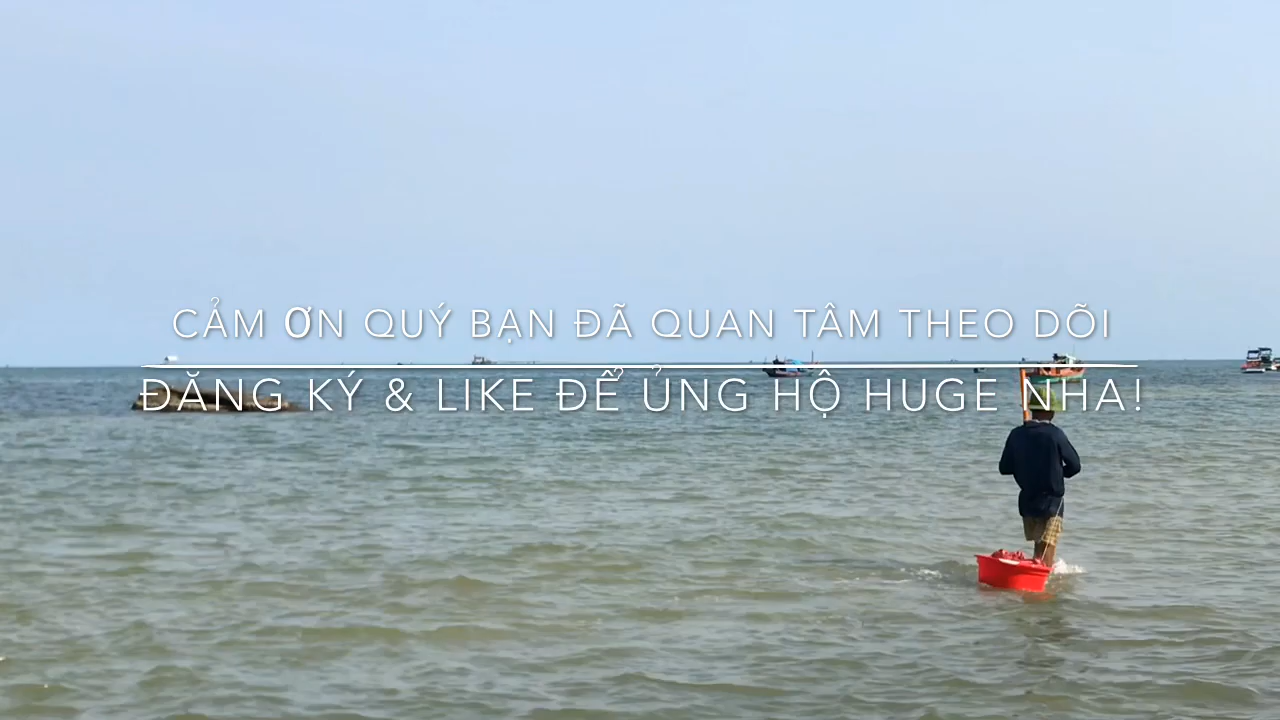 CẢM ƠN QUÝ BẠN ĐÃ QUAN TÂM THEO DÕI
ĐĂNG KÝ & LIKE ĐỂ ỦNG HỘ HUGE NHA!